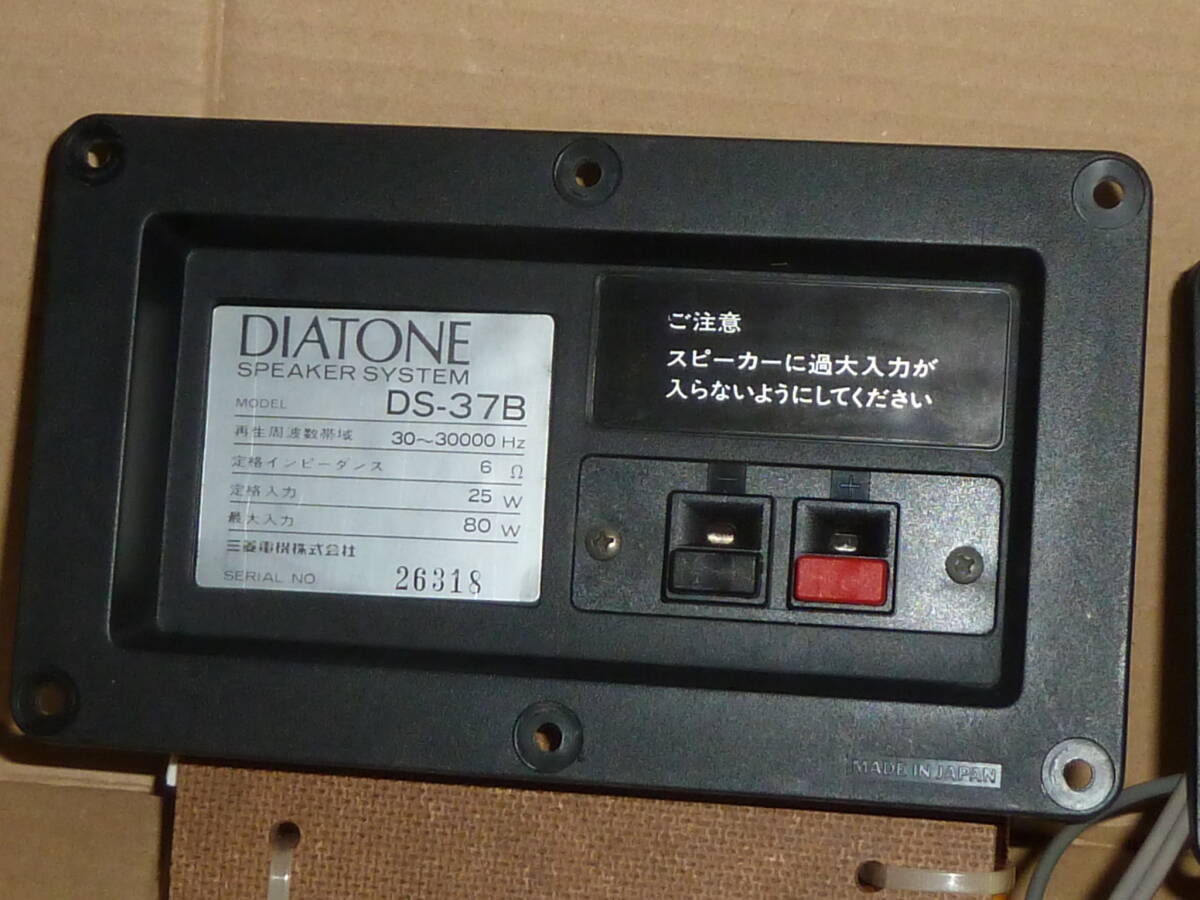 DIATONE
SPEAKER SYSTEM
MODEL DS-37B
再生周波数帯域 30~30000 Hz
定格インピーダンス 6 Ω
定格入力 25 W
最大入力 80 W
三菱電機株式会社
SERIAL NO 26318
ご注意
スピーカーに過大入力が
入らないようにしてください
− +
MADE IN JAPAN